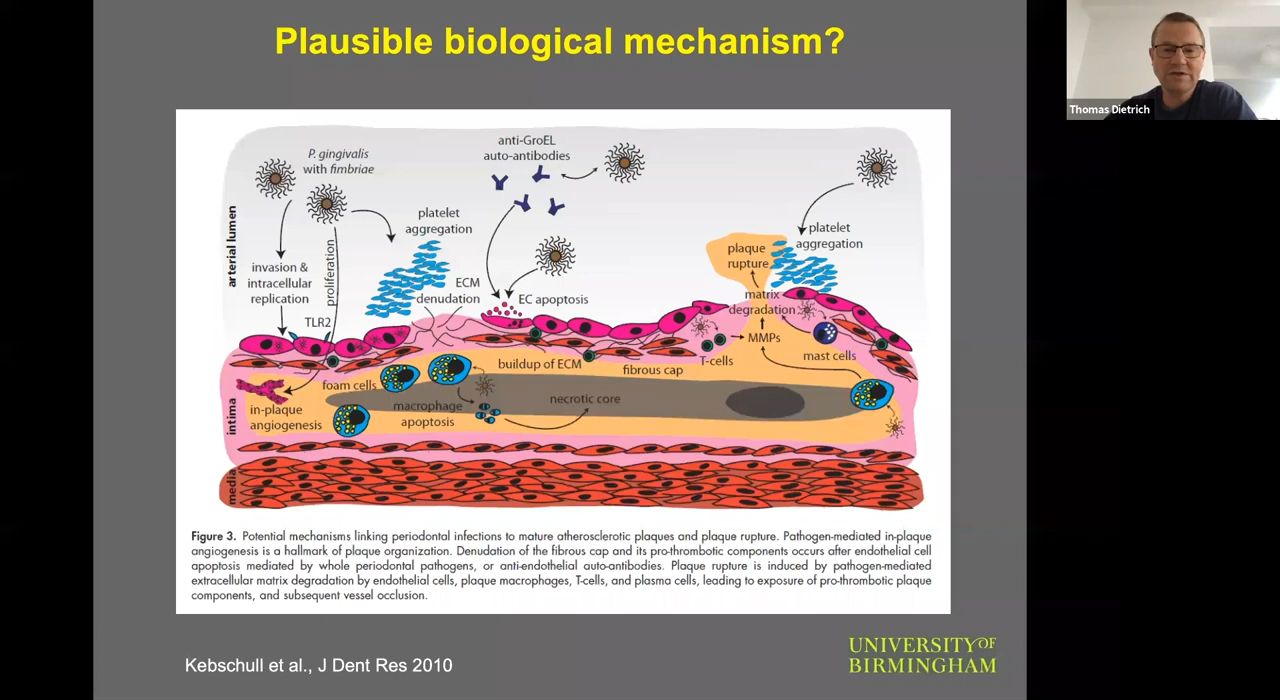 Plausible biological mechanism?
Thomas Dietrich
P. gingivalis
with fimbriae
anti-GroEL
auto-antibodies
arterial lumen
platelet
aggregation
invasion &
intracellular
replication
proliferation
TLR2
ECM
denudation
EC apoptosis
plaque
rupture
platelet
aggregation
matrix
degradation
MMPs
T-cells
mast cells
buildup of ECM
fibrous cap
foam cells
intima
in-plaque
angiogenesis
macrophage
apoptosis
necrotic core
media
Figure 3. Potential mechanisms linking periodontal infections to mature atherosclerotic plaques and plaque rupture. Pathogen-mediated in-plaque
angiogenesis is a hallmark of plaque organization. Denudation of the fibrous cap and its pro-thrombotic components occurs after endothelial cell
apoptosis mediated by whole periodontal pathogens, or anti-endothelial auto-antibodies. Plaque rupture is induced by pathogen-mediated
extracellular matrix degradation by endothelial cells, plaque macrophages, T-cells, and plasma cells, leading to exposure of pro-thrombotic plaque
components, and subsequent vessel occlusion.
Kebschull et al., J Dent Res 2010
UNIVERSITY OF
BIRMINGHAM